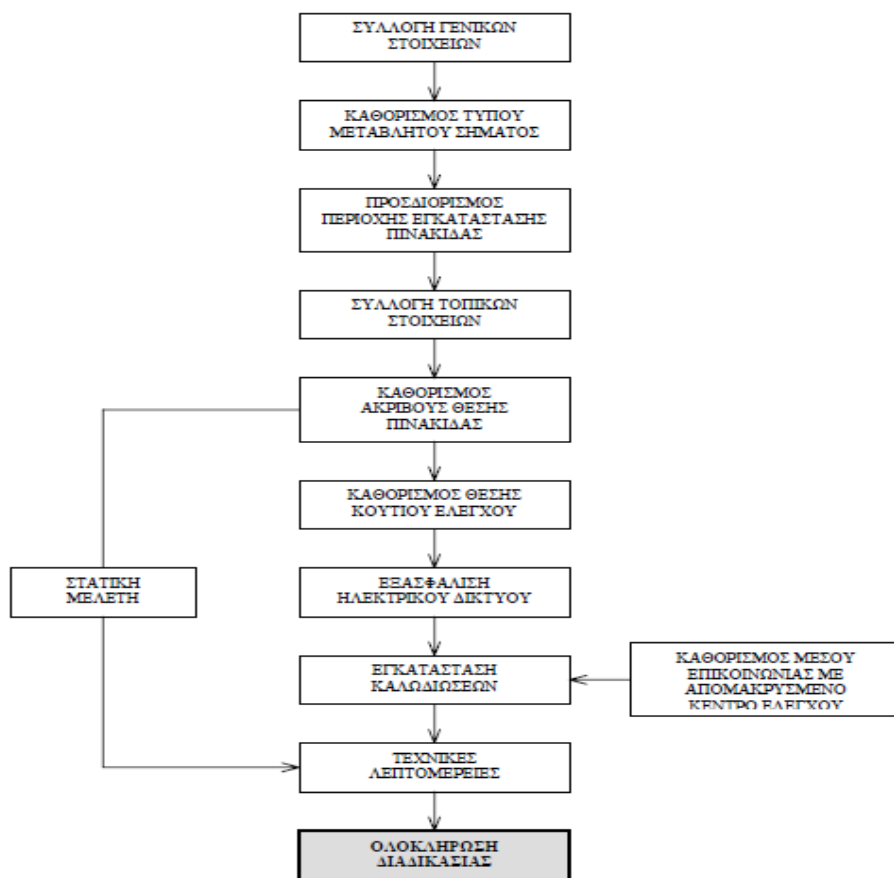 ΣΥΛΛΟΓΗ ΓΕΝΙΚΩΝ
ΣΤΟΙΧΕΙΩΝ
ΚΑΘΟΡΙΣΜΟΣ ΤΥΠΟΥ
ΜΕΤΑΒΛΗΤΟΥ ΣΗΜΑΤΟΣ
ΠΡΟΣΔΙΟΡΙΣΜΟΣ
ΠΕΡΙΟΧΗΣ ΕΓΚΑΤΑΣΤΑΣΗΣ
ΠΙΝΑΚΙΔΑΣ
ΣΥΛΛΟΓΗ ΤΟΠΙΚΩΝ
ΣΤΟΙΧΕΙΩΝ
ΚΑΘΟΡΙΣΜΟΣ
ΑΚΡΙΒΟΥΣ ΘΕΣΗΣ
ΠΙΝΑΚΙΔΑΣ
ΚΑΘΟΡΙΣΜΟΣ ΘΕΣΗΣ
ΚΟΥΤΙΟΥ ΕΛΕΓΧΟΥ
ΣΤΑΤΙΚΗ
ΜΕΛΕΤΗ
ΕΞΑΣΦΑΛΙΣΗ
ΗΛΕΚΤΡΙΚΟΥ ΔΙΚΤΥΟΥ
ΕΓΚΑΤΑΣΤΑΣΗ
ΚΑΛΩΔΙΩΣΕΩΝ
ΚΑΘΟΡΙΣΜΟΣ ΜΕΣΟΥ
ΕΠΙΚΟΙΝΩΝΙΑΣ ΜΕ
ΑΠΟΜΑΚΡΥΣΜΕΝΟ
ΚΕΝΤΡΟ ΕΛΕΓΧΟΥ
ΤΕΧΝΙΚΕΣ
ΛΕΠΤΟΜΕΡΕΙΕΣ
ΟΛΟΚΛΗΡΩΣΗ
ΔΙΑΔΙΚΑΣΙΑΣ